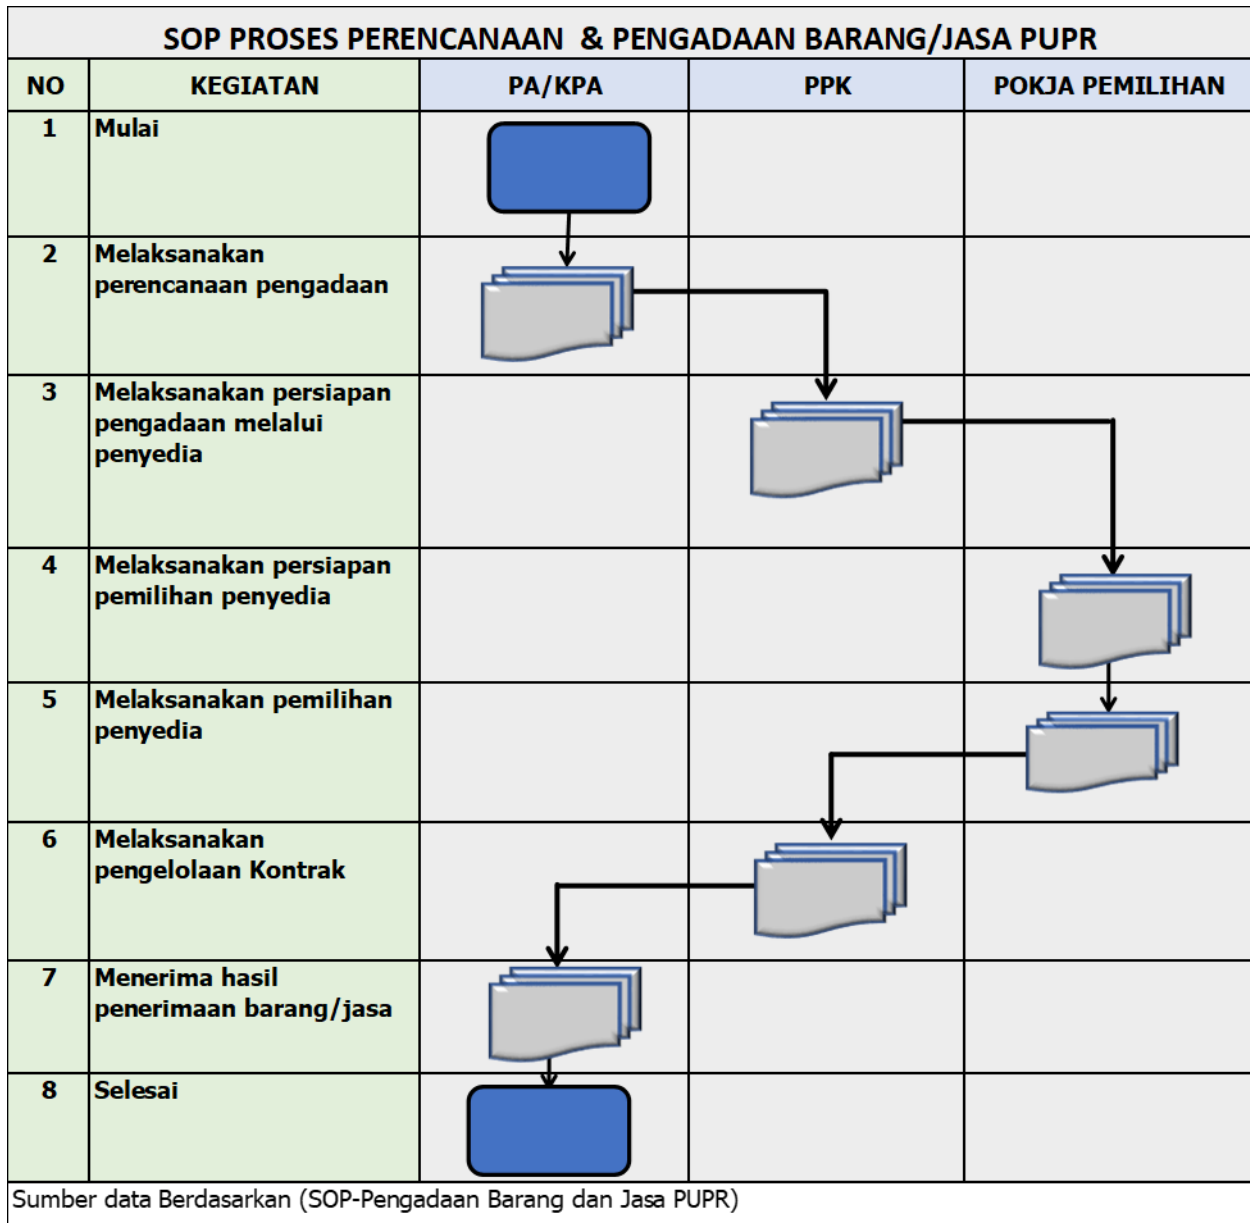 SOP PROSES PERENCANAAN & PENGADAAN BARANG/JASA PUPR
NO KEGIATAN PA/KPA PPK POKJA PEMILIHAN
1 Mulai
2 Melaksanakan
perencanaan pengadaan
3 Melaksanakan persiapan
pengadaan melalui
penyedia
4 Melaksanakan persiapan
pemilihan penyedia
5 Melaksanakan pemilihan
penyedia
6 Melaksanakan
pengelolaan Kontrak
7 Menerima hasil
penerimaan barang/jasa
8 Selesai
Sumber data Berdasarkan (SOP-Pengadaan Barang dan Jasa PUPR)